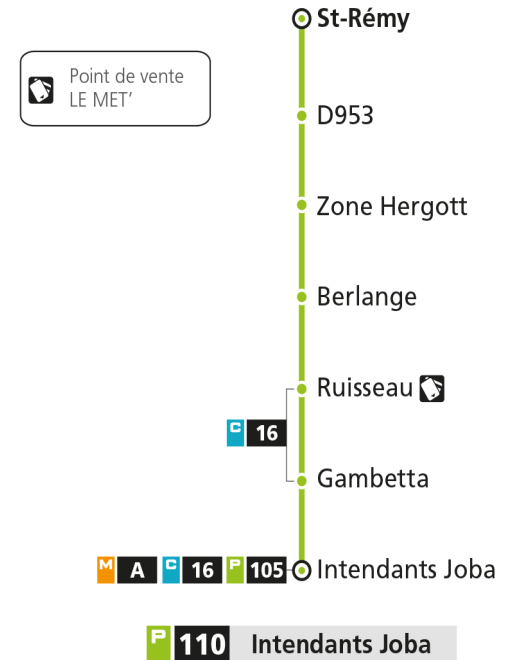 St-Rémy
Point de vente
LE MET’
D953
Zone Hergott
Berlange
Ruisseau
C 16
Gambetta
M A C 16 P 105 Intendants Joba
P 110 Intendants Joba